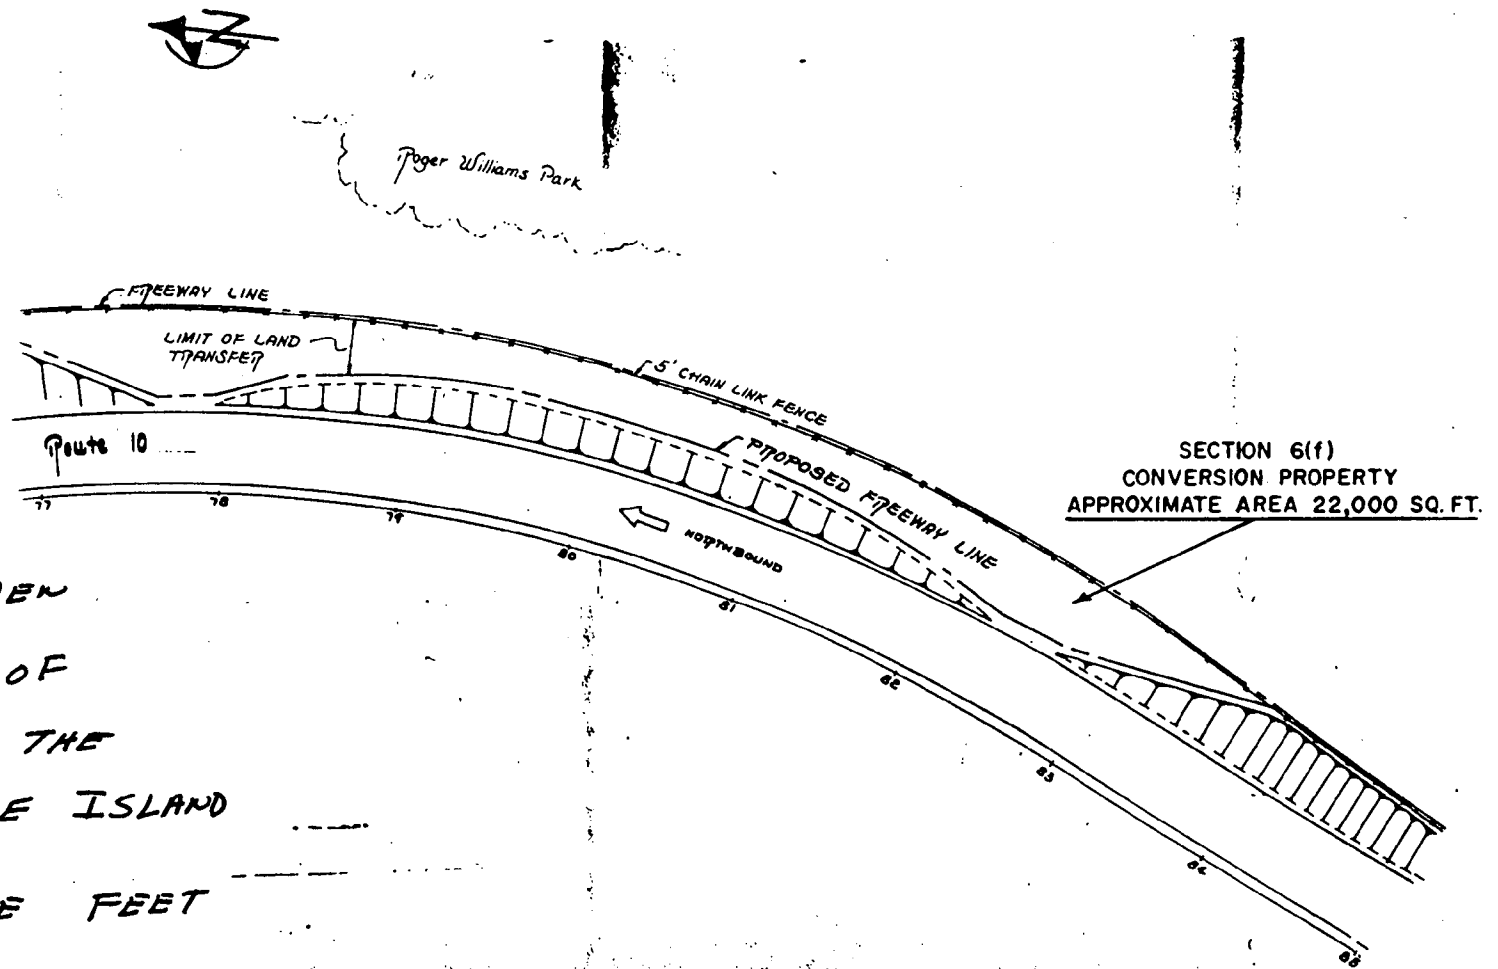 N
Roger Williams Park
FREEWAY LINE
LIMIT OF LAND
TRANSFER
5' CHAIN LINK FENCE
PROPOSED FREEWAY LINE
SECTION 6(f)
CONVERSION PROPERTY
APPROXIMATE AREA 22,000 SQ. FT.
Route 10
NORTHBOUND
77
78
79
80
81
82
83
84
85
OF
THE
ISLAND
FEET